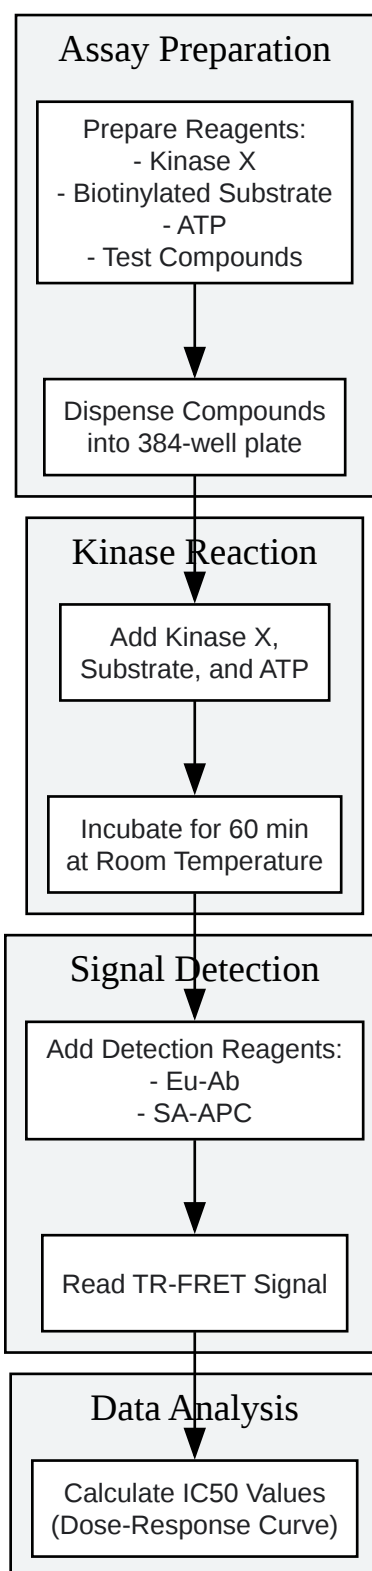 Assay Preparation
Prepare Reagents:
- Kinase X
- Biotinylated Substrate
- ATP
- Test Compounds
Dispense Compounds
into 384-well plate
Kinase Reaction
Add Kinase X,
Substrate, and ATP
Incubate for 60 min
at Room Temperature
Signal Detection
Add Detection Reagents:
- Eu-Ab
- SA-APC
Read TR-FRET Signal
Data Analysis
Calculate IC50 Values
(Dose-Response Curve)